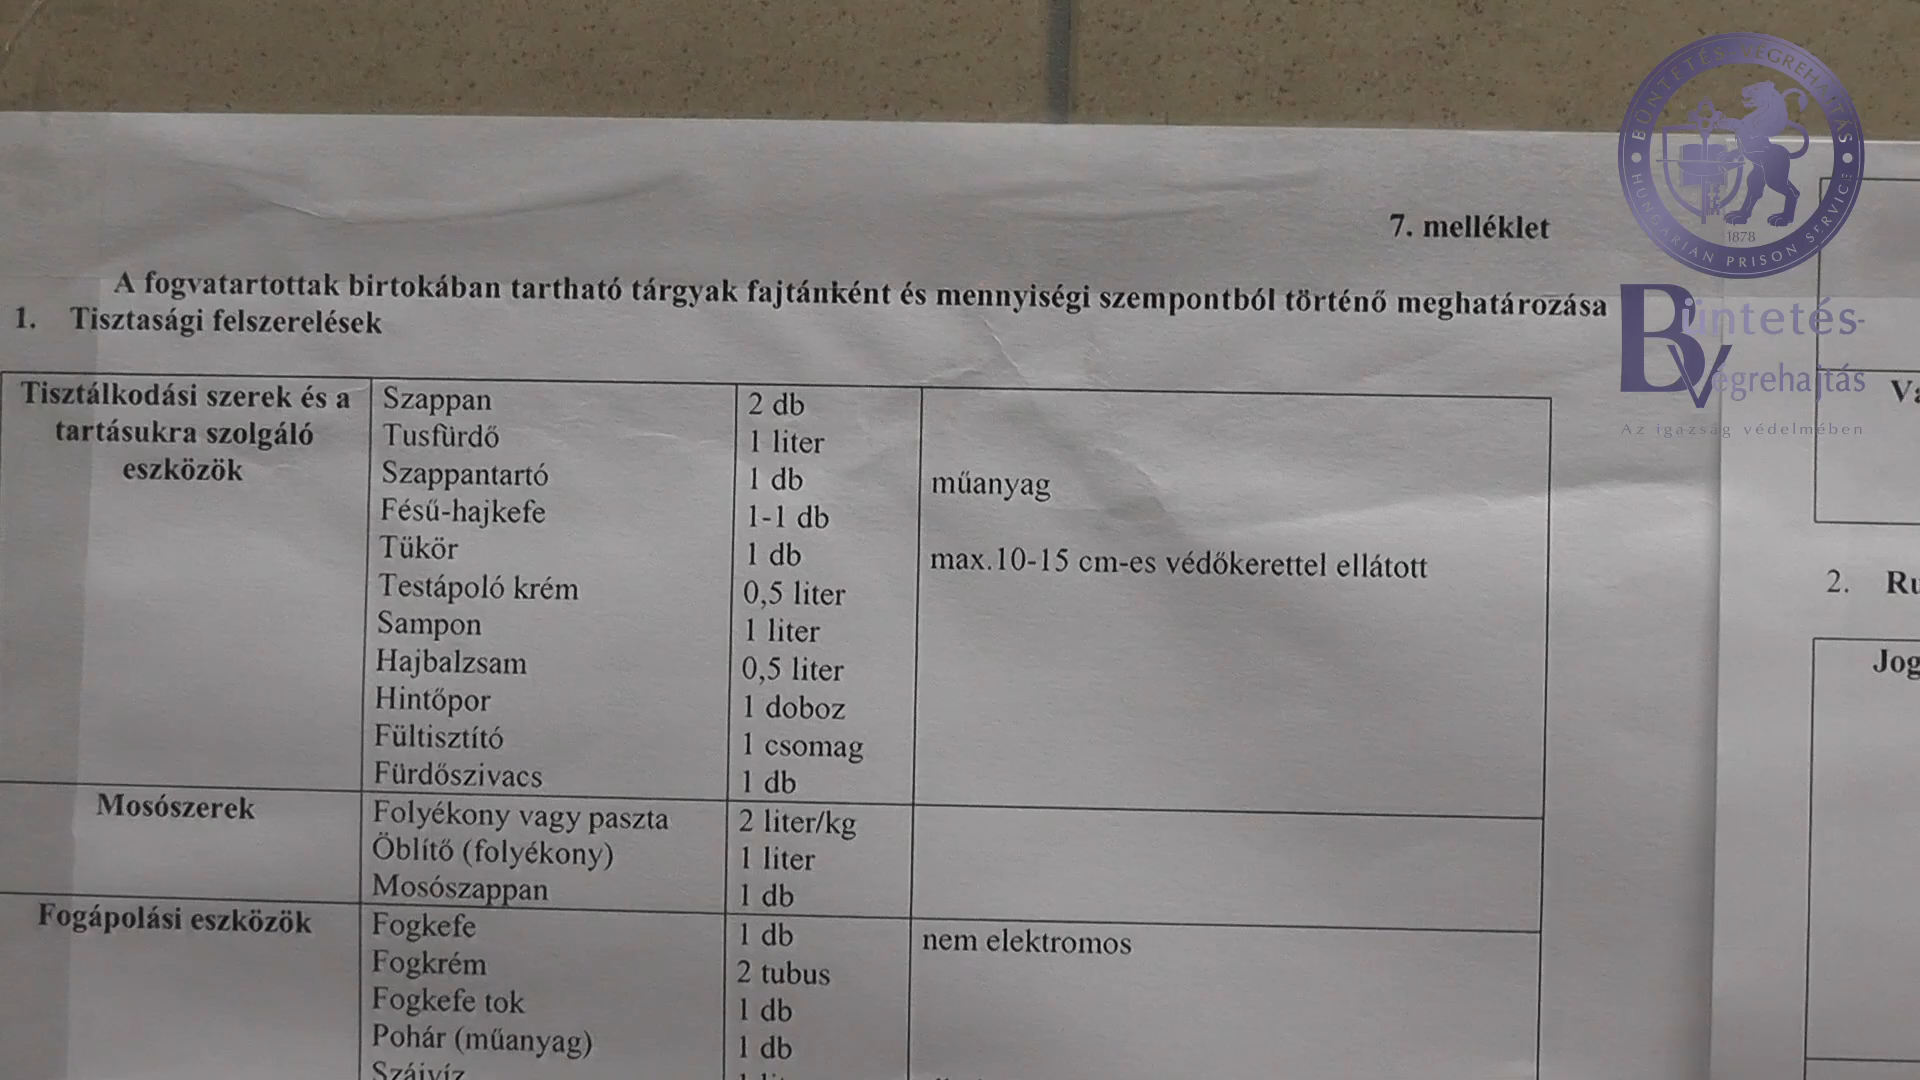 BÜNTETÉS-VÉGREHAJTÁS
HUNGARIAN PRISON SERVICE
1878
Büntetés-
Végrehajtás
Az igazság védelmében
7. melléklet
A fogvatartottak birtokában tartható tárgyak fajtánként és mennyiségi szempontból történő meghatározása
1. Tisztasági felszerelések
Tisztálkodási szerek és a tartásukra szolgáló eszközök
Szappan 2 db
Tusfürdő 1 liter
Szappantartó 1 db műanyag
Fésű-hajkefe 1-1 db
Tükör 1 db max.10-15 cm-es védőkerettel ellátott
Testápoló krém 0,5 liter
Sampon 1 liter
Hajbalzsam 0,5 liter
Hintőpor 1 doboz
Fültisztító 1 csomag
Fürdőszivacs 1 db
Mosószerek
Folyékony vagy paszta 2 liter/kg
Öblítő (folyékony) 1 liter
Mosószappan 1 db
Fogápolási eszközök
Fogkefe 1 db nem elektromos
Fogkrém 2 tubus
Fogkefe tok 1 db
Pohár (műanyag) 1 db
Szájvíz
2.